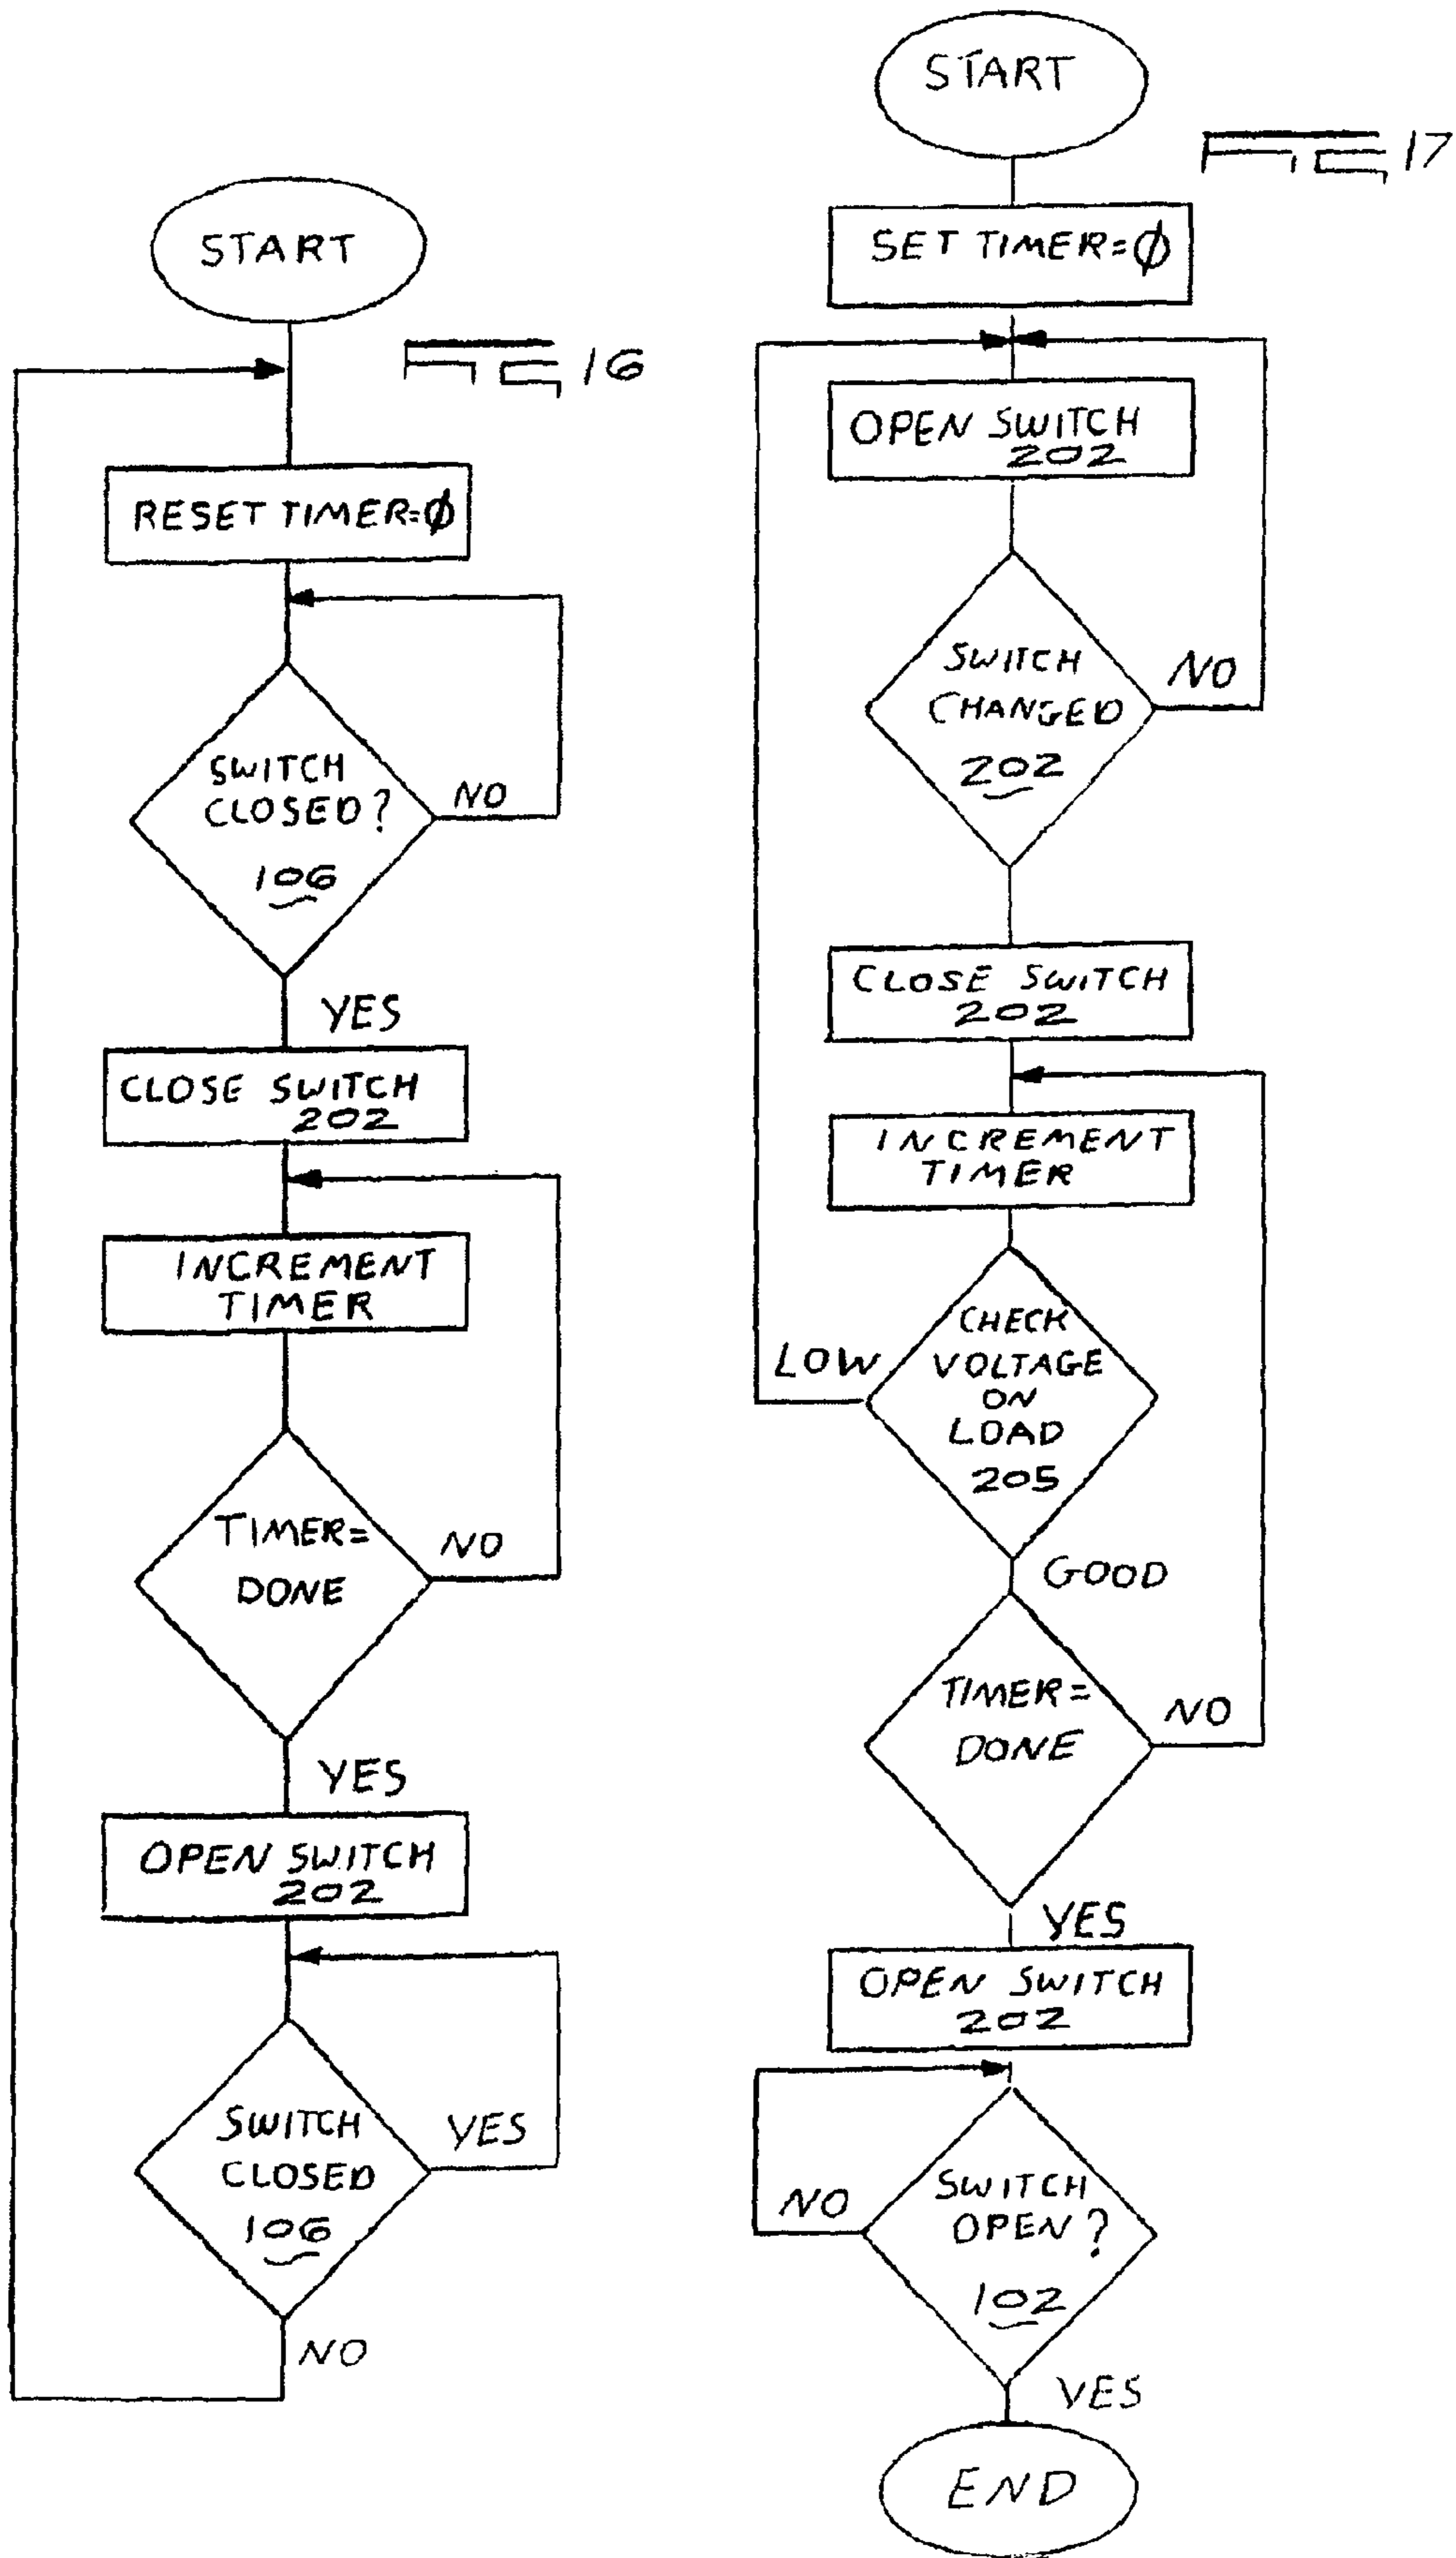 START
FIG 16
RESET TIMER=Ø
SWITCH
CLOSED?
106
NO
YES
CLOSE SWITCH
202
INCREMENT
TIMER
TIMER=
DONE
NO
YES
OPEN SWITCH
202
SWITCH
CLOSED
106
YES
NO
START
FIG 17
SET TIMER=Ø
OPEN SWITCH
202
SWITCH
CHANGED
202
NO
CLOSE SWITCH
202
INCREMENT
TIMER
CHECK
VOLTAGE
ON
LOAD
205
LOW
GOOD
TIMER=
DONE
NO
YES
OPEN SWITCH
202
SWITCH
OPEN?
102
NO
YES
END